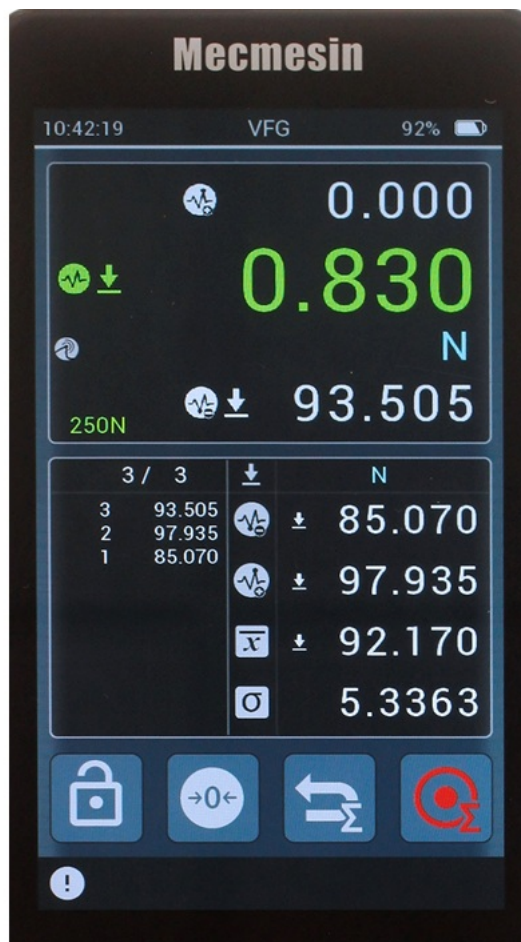 Mecmesin
10:42:19 VFG 92%
0.000
0.830
N
93.505
250N
3/ 3 N
3 93.505
2 97.935
1 85.070
85.070
97.935
x̅ 92.170
σ 5.3363
→0←
Σ
Σ
!